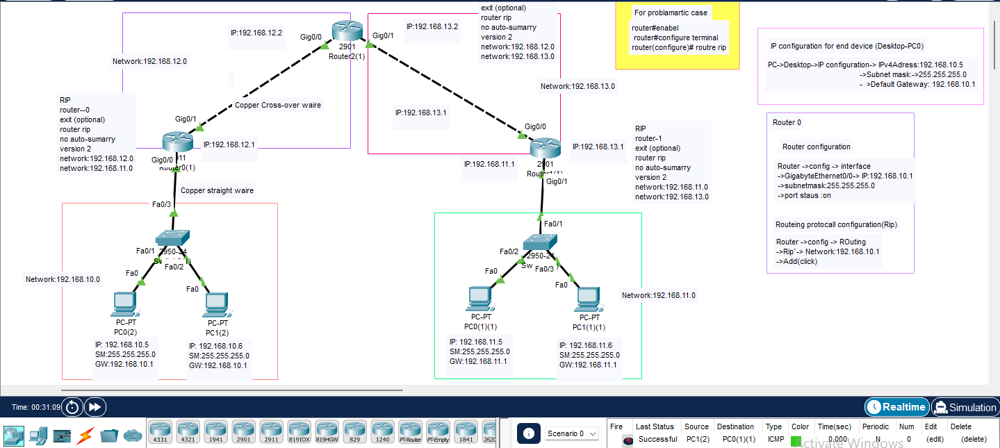 exit (optional)
router rip
no auto-sumarry
version 2
network:192.168.12.0
network:192.168.13.0
IP:192.168.12.2
Gig0/0
2901
Router2(1)
Gig0/1
IP:192.168.13.2
Network:192.168.12.0
For problamartic case
router#enabel
router#configure terminal
router(configure)# routre rip
IP configuration for end device (Desktop-PC0)
PC->Desktop->IP configuration-> IPv4Adress:192.168.10.5
->Subnet mask:->255.255.255.0
- >Default Gateway: 192.168.10.1
Network:192.168.13.0
RIP
router--0
exit (optional)
router rip
no auto-sumarry
version 2
network:192.168.12.0
network:192.168.11.0
Copper Cross-over waire
Gig0/1
IP:192.168.12.1
Gig0/0
Router0(1)
IP:192.168.13.1
Gig0/0
IP:192.168.13.1
IP:192.168.11.1
2901
Router1(1)
Gig0/1
RIP
router-1
exit (optional)
router rip
no auto-sumarry
version 2
network:192.168.11.0
network:192.168.13.0
Router 0
Router configuration
Router ->config -> interface
->GigabyteEthernet0/0-> IP:192.168.10.1
->subnetmask:255.255.255.0
->port staus :on
Routeing protocall configuration(Rip)
Router ->config -> ROuting
->Rip`-> Network:192.168.10.1
->Add(click)
Copper straight waire
Fa0/3
Fa0/1
2950-24
Fa0/2
Fa0
Fa0
Network:192.168.10.0
PC-PT
PC0(2)
PC-PT
PC1(2)
IP: 192.168.10.5
SM:255.255.255.0
GW:192.168.10.1
IP: 192.168.10.6
SM:255.255.255.0
GW:192.168.10.1
Fa0/1
Fa0/2
2950-24
Fa0/3
Fa0
Fa0
Network:192.168.11.0
PC-PT
PC0(1)(1)
PC-PT
PC1(1)(1)
IP: 192.168.11.5
SM:255.255.255.0
GW:192.168.11.1
IP: 192.168.11.6
SM:255.255.255.0
GW:192.168.11.1
Time: 00:31:09
Realtime
Simulation
4331 4321 1941 2901 2911 819IOX 819HGW 829 1240 PT-Router PT-Empty 1841 2620
Scenario 0
Fire Last Status Source Destination Type Color Time(sec) Periodic Num Edit Delete
Successful PC1(2) PC0(1)(1) ICMP 0.000 N 0 (edit) (delete)
Activate Windows